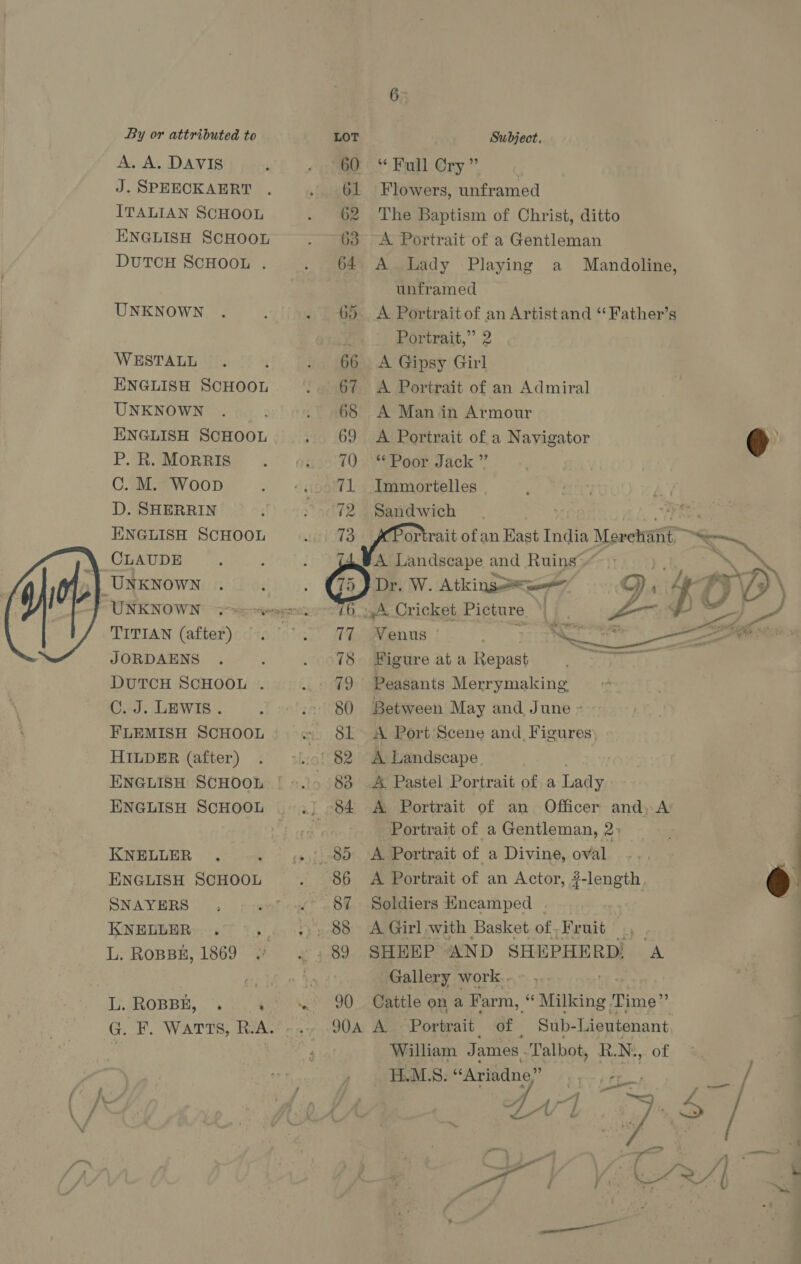 6
By or attributed to LOT Subject.
A. A. DAVIS . . 60 “Full Cry”
J. SPEECKAERT . . 61 Flowers, unframed
ITALIAN SCHOOL . 62 The Baptism of Christ, ditto
ENGLISH SCHOOL . 63 A Portrait of a Gentleman
DUTCH SCHOOL . . 64 A Lady Playing a Mandoline,
unframed
UNKNOWN . . . 65 A Portrait of an Artist and “Father’s
Portrait,” 2
WESTALL . . . 66 A Gipsy Girl
ENGLISH SCHOOL . 67 A Portrait of an Admiral
UNKNOWN . . . 68 A Man in Armour
ENGLISH SCHOOL . 69 A Portrait of a Navigator
P. R. MORRIS . . 70 “Poor Jack”
C. M. WOOD . . 71 Immortelles
D. SHERRIN . . 72 Sandwich
ENGLISH SCHOOL . 73 Portrait of an East India Merchant
CLAUDE . . . 74 A Landscape and Ruins
UNKNOWN . . . 75 Dr. W. Atkins
UNKNOWN . . . 76 A Cricket Picture
TITIAN (after) . . 77 Venus
JORDAENS . . . 78 Figure at a Repast
DUTCH SCHOOL . . 79 Peasants Merrymaking
C. J. LEWIS . . . 80 Between May and June
FLEMISH SCHOOL . 81 A Port Scene and Figures
HILDER (after) . . 82 A Landscape
ENGLISH SCHOOL . 83 A Pastel Portrait of a Lady
ENGLISH SCHOOL . 84 A Portrait of an Officer and A
Portrait of a Gentleman, 2
KNELLER . . . 85 A Portrait of a Divine, oval
ENGLISH SCHOOL . 86 A Portrait of an Actor, ¾-length
SNAYERS . . . 87 Soldiers Encamped
KNELLER . . . 88 A Girl with Basket of Fruit
L. ROBBÉ, 1869 . . 89 SHEEP AND SHEPHERD. A
Gallery work
L. ROBBÉ, . . . 90 Cattle on a Farm, “Milking Time”
G. F. WATTS, R.A. . 90A A Portrait of Sub-Lieutenant
William James Talbot, R.N., of
H.M.S. “Ariadne”